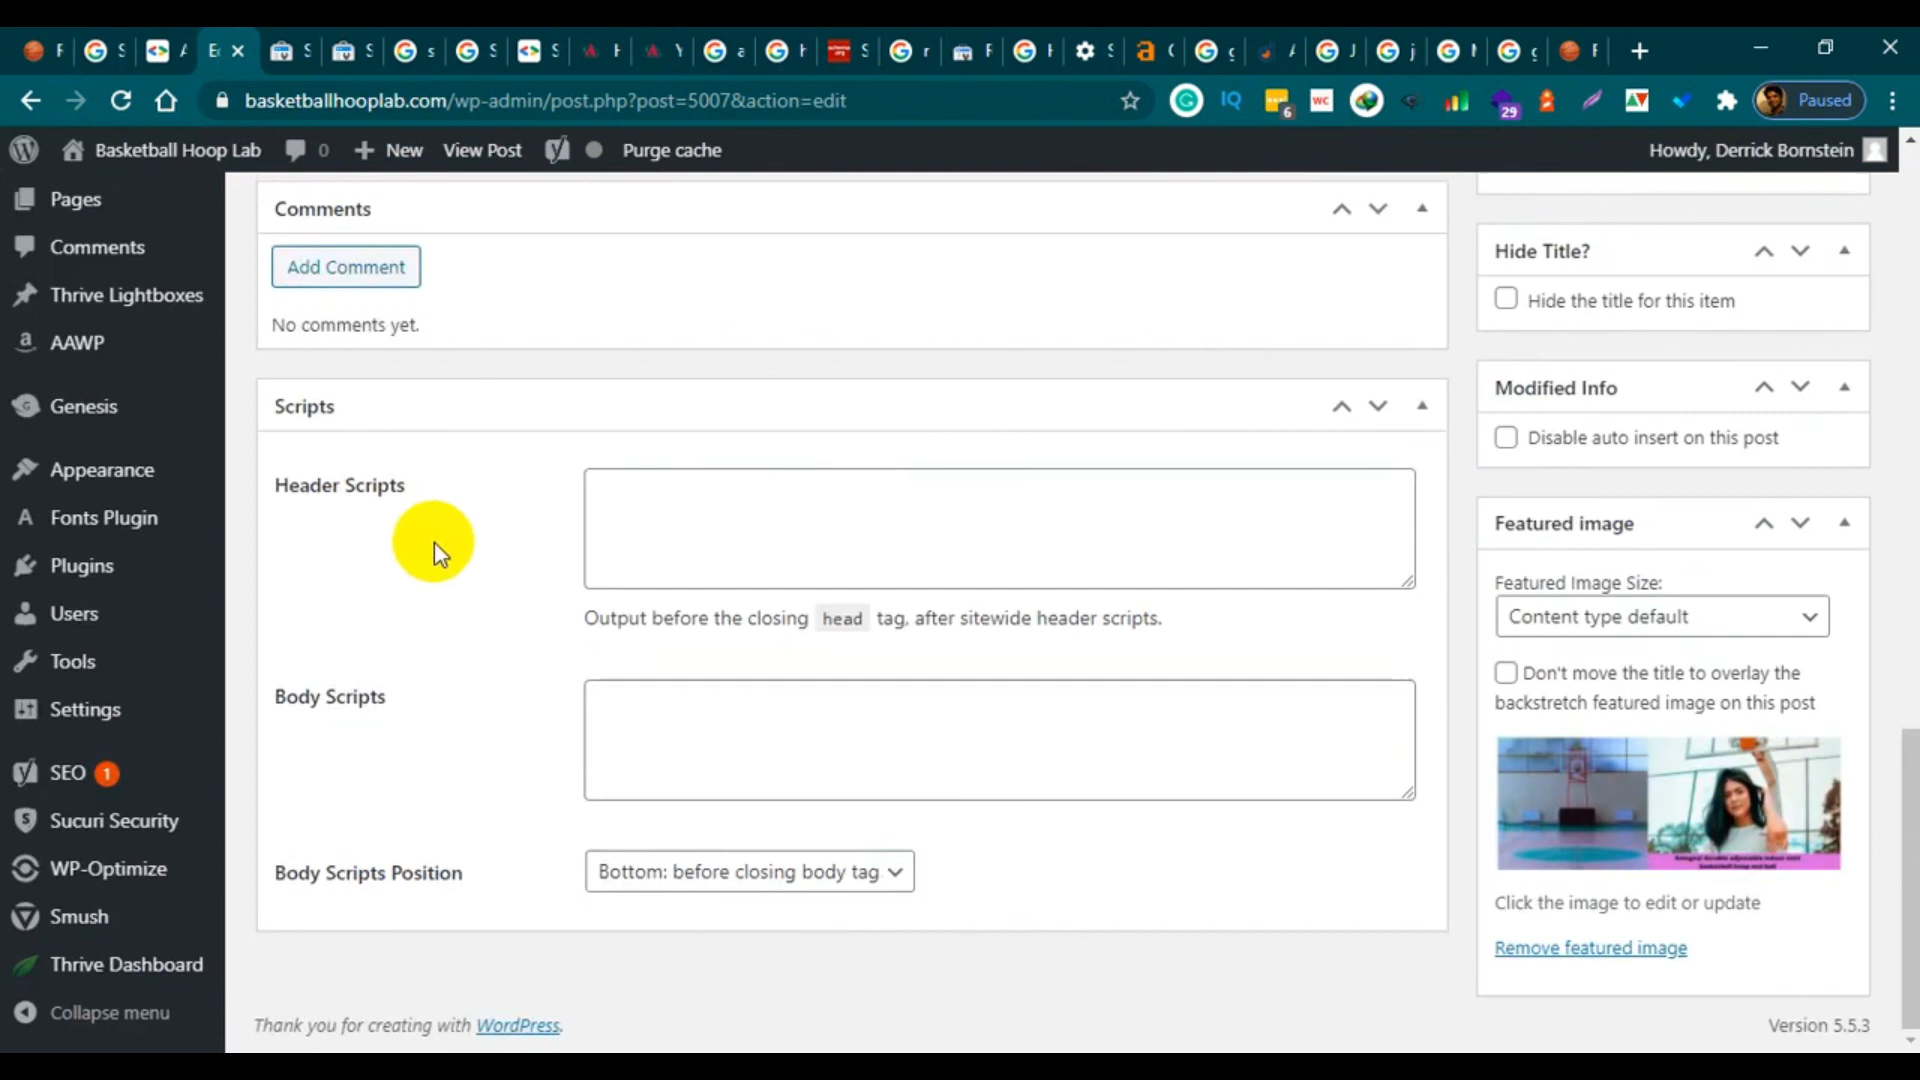 basketballhooplab.com/wp-admin/post.php?post=5007&action=edit
6
WC
29
Paused
Basketball Hoop Lab
0
New
View Post
Purge cache
Howdy, Derrick Bornstein
Pages
Comments
Thrive Lightboxes
AAWP
Genesis
Appearance
Fonts Plugin
Plugins
Users
Tools
Settings
SEO 1
Sucuri Security
WP-Optimize
Smush
Thrive Dashboard
Collapse menu
Comments
Add Comment
No comments yet.
Scripts
Header Scripts
Output before the closing head tag, after sitewide header scripts.
Body Scripts
Body Scripts Position
Bottom: before closing body tag
Thank you for creating with WordPress.
Hide Title?
Hide the title for this item
Modified Info
Disable auto insert on this post
Featured image
Featured Image Size:
Content type default
Don't move the title to overlay the
backstretch featured image on this post
Click the image to edit or update
Remove featured image
Version 5.5.3